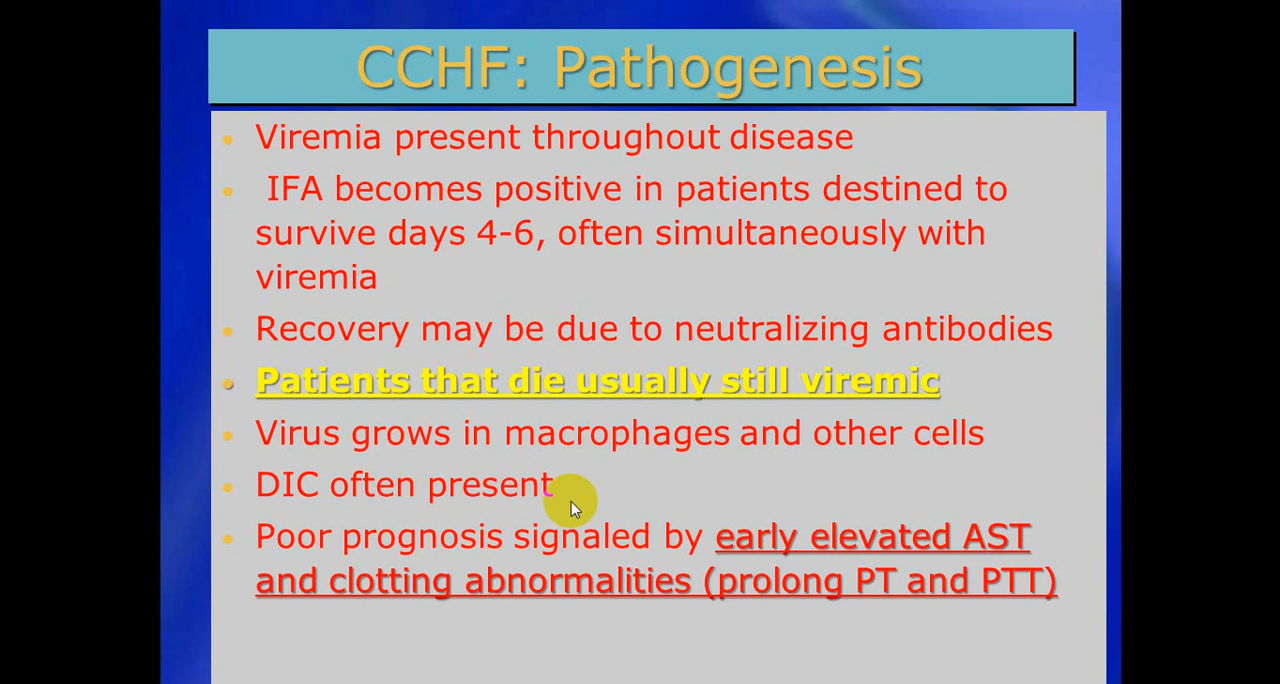 CCHF: Pathogenesis
• Viremia present throughout disease
• IFA becomes positive in patients destined to
survive days 4-6, often simultaneously with
viremia
• Recovery may be due to neutralizing antibodies
• Patients that die usually still viremic
• Virus grows in macrophages and other cells
• DIC often present
• Poor prognosis signaled by early elevated AST
and clotting abnormalities (prolong PT and PTT)